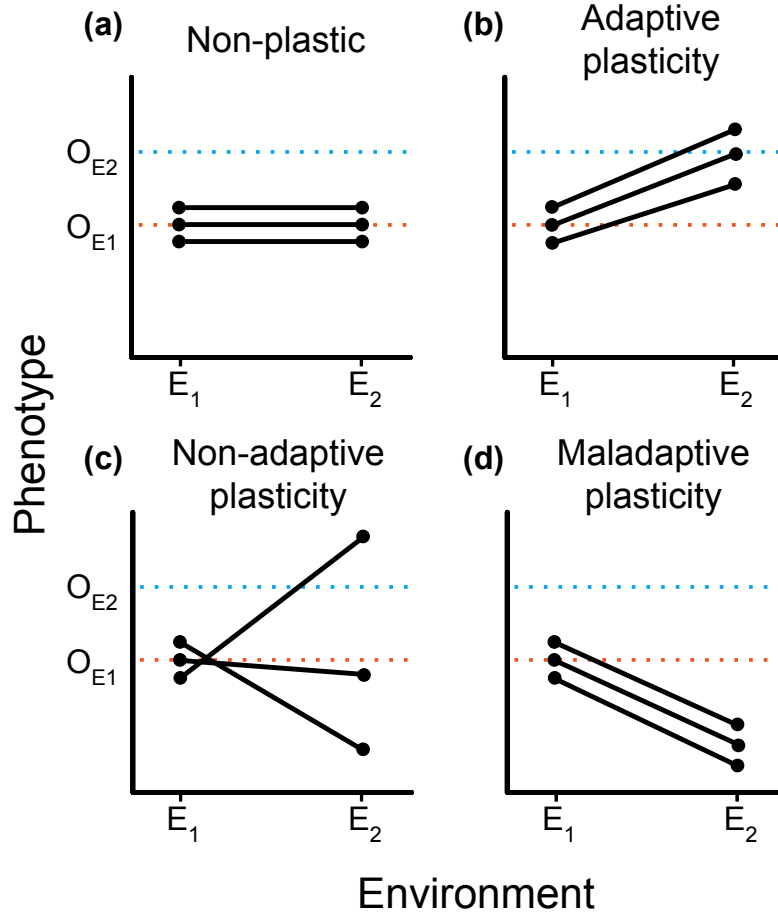 (a)
Non-plastic
(b)
Adaptive
plasticity
O_E2
O_E1
E_1
E_2
E_1
E_2
Phenotype
(c)
Non-adaptive
plasticity
(d)
Maladaptive
plasticity
O_E2
O_E1
E_1
E_2
E_1
E_2
Environment